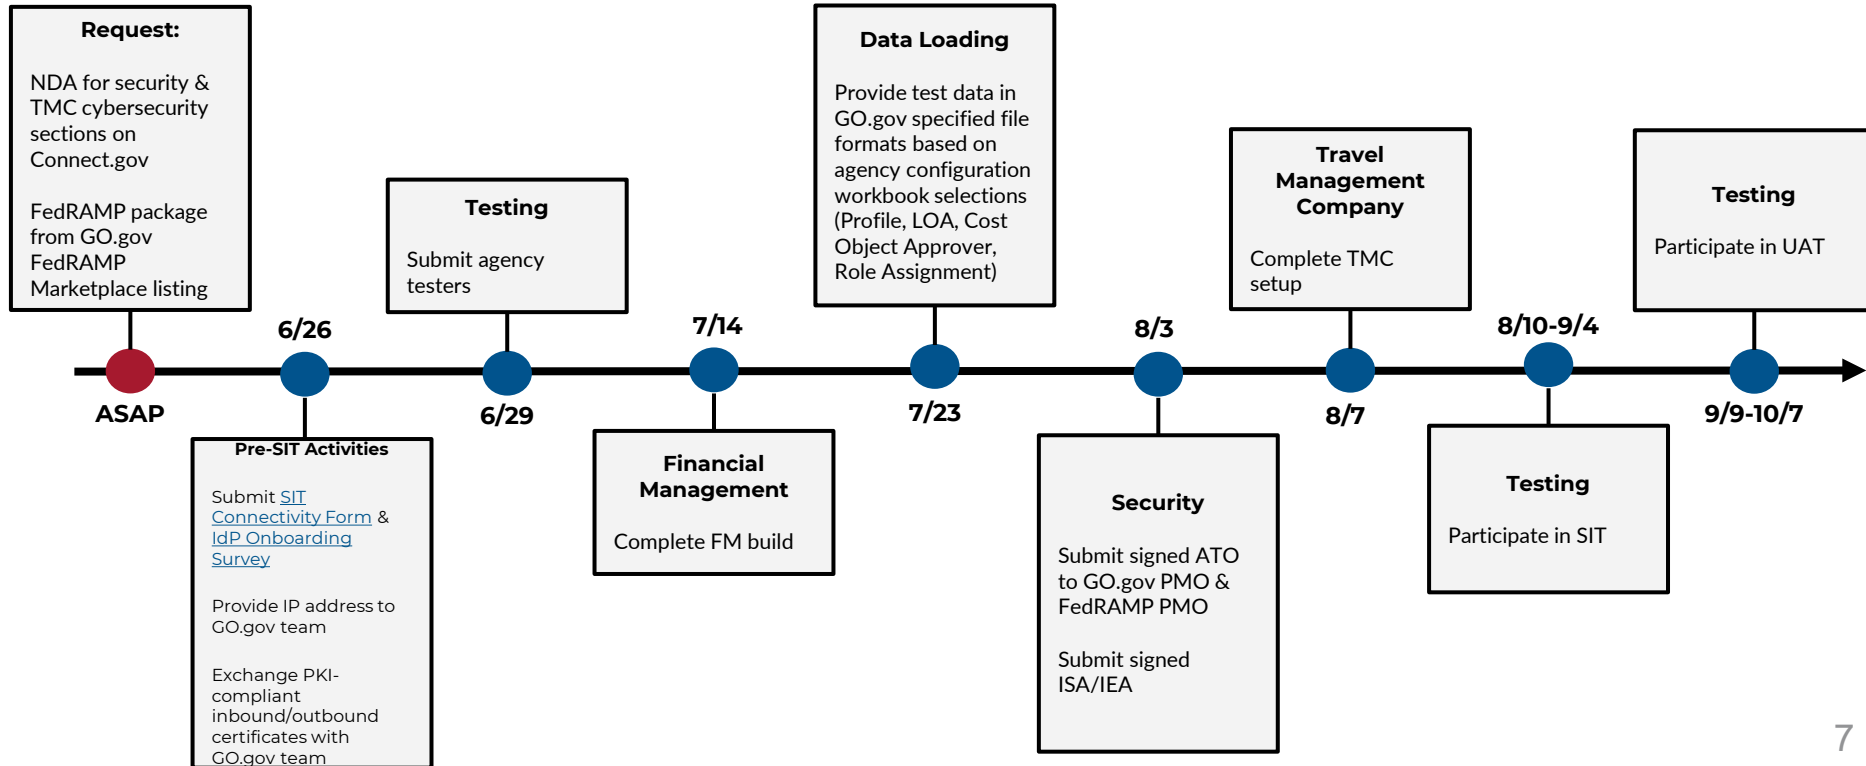 Request:
NDA for security &
TMC cybersecurity
sections on
Connect.gov
FedRAMP package
from GO.gov
FedRAMP
Marketplace listing
ASAP
6/26
Pre-SIT Activities
Submit SIT
Connectivity Form &
IdP Onboarding
Survey
Provide IP address to
GO.gov team
Exchange PKI-
compliant
inbound/outbound
certificates with
GO.gov team
Testing
Submit agency
testers
6/29
7/14
Financial
Management
Complete FM build
Data Loading
Provide test data in
GO.gov specified file
formats based on
agency configuration
workbook selections
(Profile, LOA, Cost
Object Approver,
Role Assignment)
7/23
8/3
Security
Submit signed ATO
to GO.gov PMO &
FedRAMP PMO
Submit signed
ISA/IEA
Travel
Management
Company
Complete TMC
setup
8/7
8/10-9/4
Testing
Participate in SIT
Testing
Participate in UAT
9/9-10/7
7